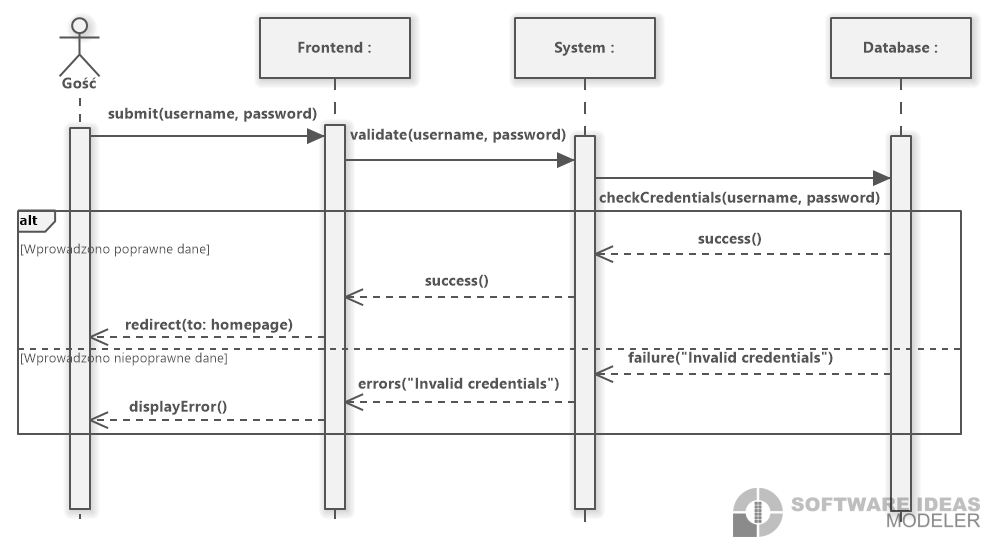 Gość
Frontend :
System :
Database :
submit(username, password)
validate(username, password)
checkCredentials(username, password)
alt
[Wprowadzono poprawne dane]
success()
success()
redirect(to: homepage)
[Wprowadzono niepoprawne dane]
failure("Invalid credentials")
errors("Invalid credentials")
displayError()
SOFTWARE IDEAS
MODELER